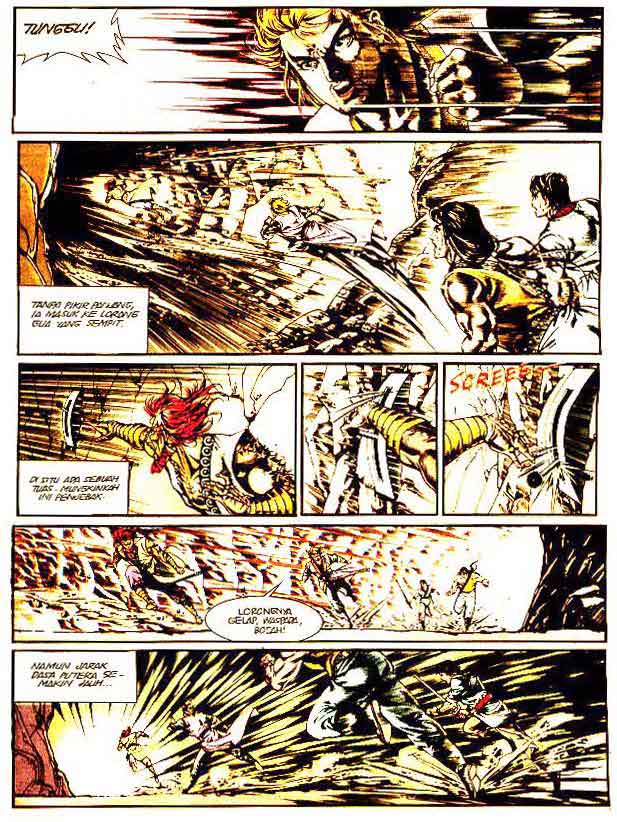 TUNGGU!
TANPA PIKIR PANJANG,
IA MASUK KE LORONG
GUA YANG SEMPIT.
DI SITU ADA SEBUAH
TUAS. MUNGKINKAH
INI PENJEBAK.
SCREEES
LORONGNYA
GELAP, WASPADA,
BOCAH!
NAMUN JARAK
DASA PUTERA SE-
MAKIN JAUH...